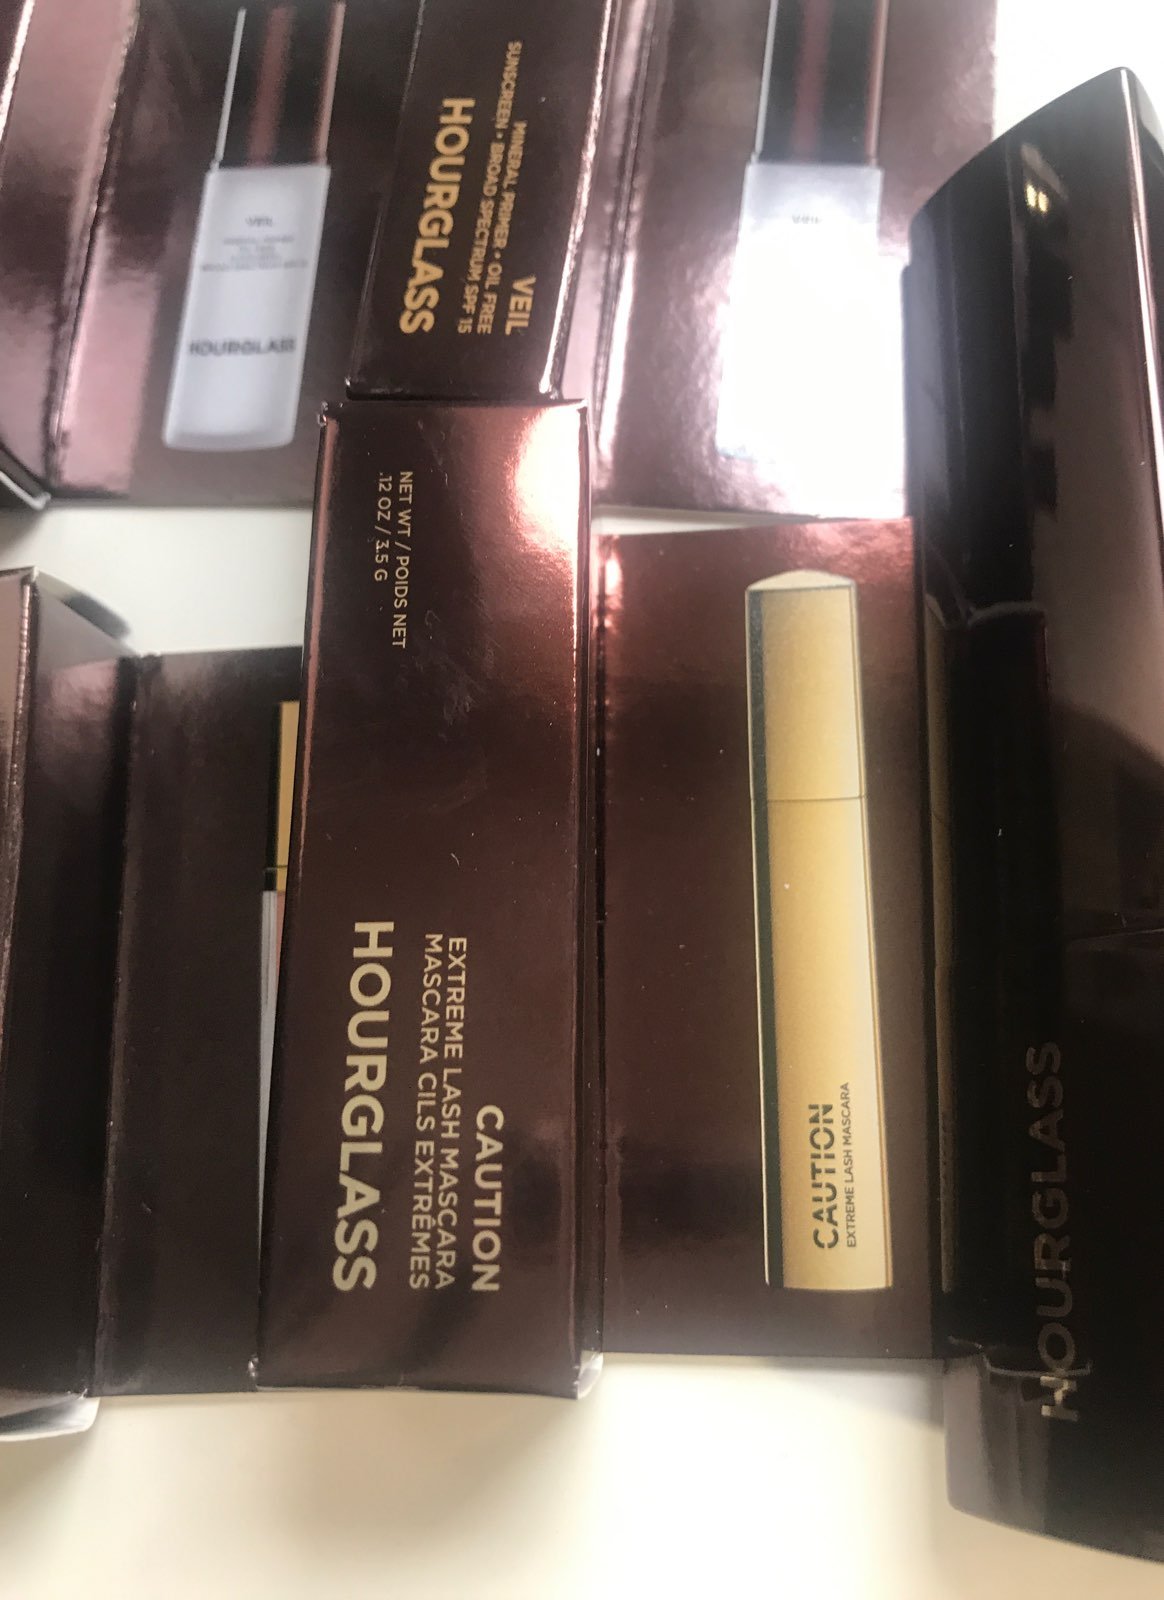 VEIL
HOURGLASS
VEIL
MINERAL PRIMER • OIL FREE
SUNSCREEN • BROAD SPECTRUM SPF 15
HOURGLASS
VEIL
NET WT / POIDS NET
.12 OZ / 3.5 G
CAUTION
EXTREME LASH MASCARA
MASCARA CILS EXTRÊMES
HOURGLASS
CAUTION
EXTREME LASH MASCARA
HOURGLASS